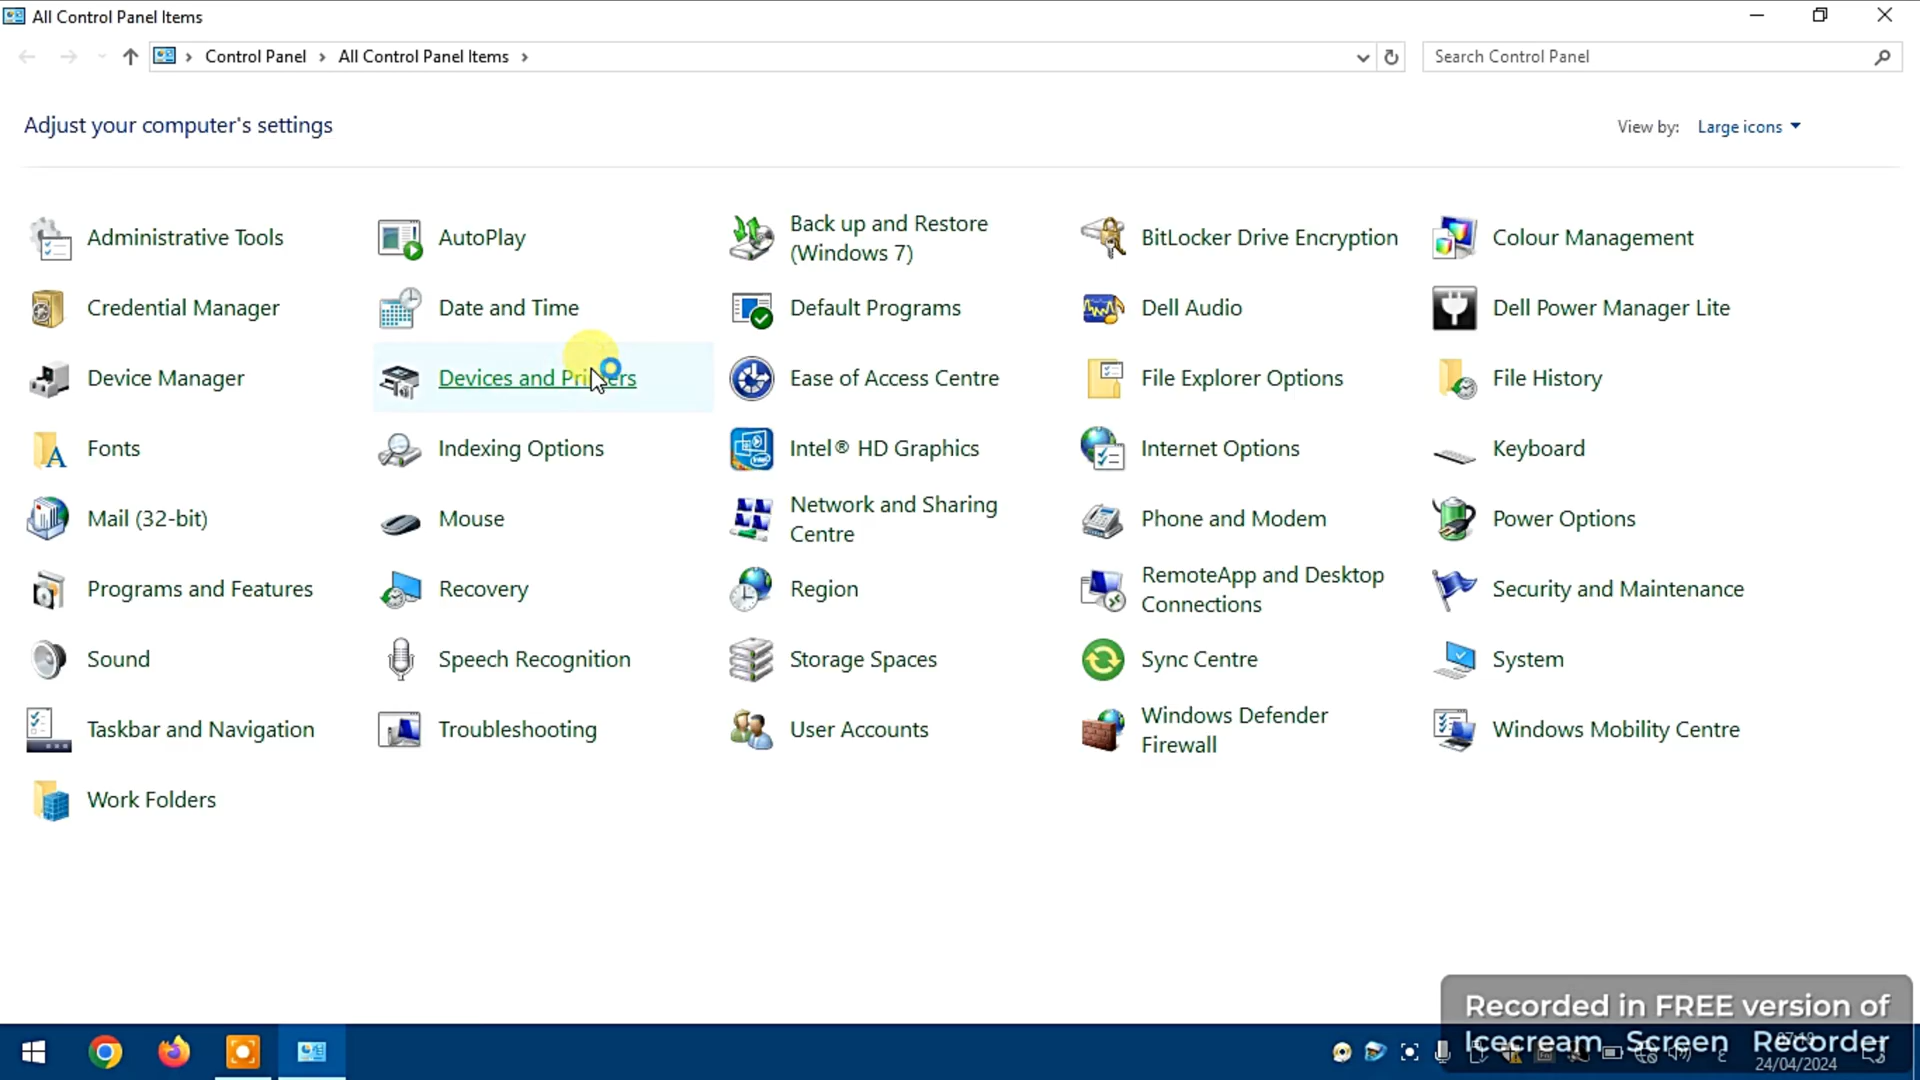 All Control Panel Items
Control Panel
All Control Panel Items
Search Control Panel
Adjust your computer's settings
View by:
Large icons
Administrative Tools
AutoPlay
Back up and Restore
(Windows 7)
BitLocker Drive Encryption
Colour Management
Credential Manager
Date and Time
Default Programs
Dell Audio
Dell Power Manager Lite
Device Manager
Devices and Printers
Ease of Access Centre
File Explorer Options
File History
Fonts
Indexing Options
Intel® HD Graphics
Internet Options
Keyboard
Mail (32-bit)
Mouse
Network and Sharing
Centre
Phone and Modem
Power Options
Programs and Features
Recovery
Region
RemoteApp and Desktop
Connections
Security and Maintenance
Sound
Speech Recognition
Storage Spaces
Sync Centre
System
Taskbar and Navigation
Troubleshooting
User Accounts
Windows Defender
Firewall
Windows Mobility Centre
Work Folders
Recorded in FREE version of
Icecream Screen Recorder
24/04/2024